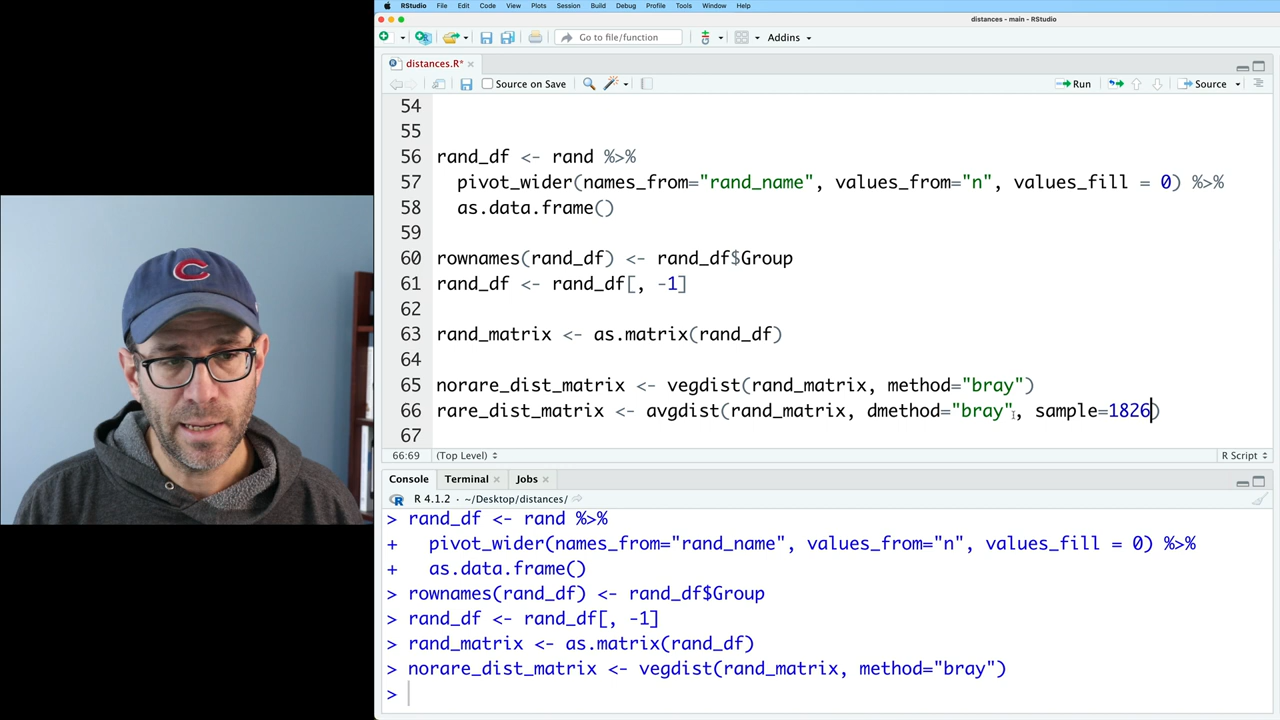 RStudio File Edit Code View Plots Session Build Debug Profile Tools Window Help
distances - main - RStudio
Go to file/function Addins
distances.R*
Source on Save Run Source
54
55
56 rand_df <- rand %>%
57 pivot_wider(names_from="rand_name", values_from="n", values_fill = 0) %>%
58 as.data.frame()
59
60 rownames(rand_df) <- rand_df$Group
61 rand_df <- rand_df[, -1]
62
63 rand_matrix <- as.matrix(rand_df)
64
65 norare_dist_matrix <- vegdist(rand_matrix, method="bray")
66 rare_dist_matrix <- avgdist(rand_matrix, dmethod="bray", sample=1826)
67
66:69 (Top Level) R Script
Console Terminal Jobs
R 4.1.2 · ~/Desktop/distances/
> rand_df <- rand %>%
+ pivot_wider(names_from="rand_name", values_from="n", values_fill = 0) %>%
+ as.data.frame()
> rownames(rand_df) <- rand_df$Group
> rand_df <- rand_df[, -1]
> rand_matrix <- as.matrix(rand_df)
> norare_dist_matrix <- vegdist(rand_matrix, method="bray")
>